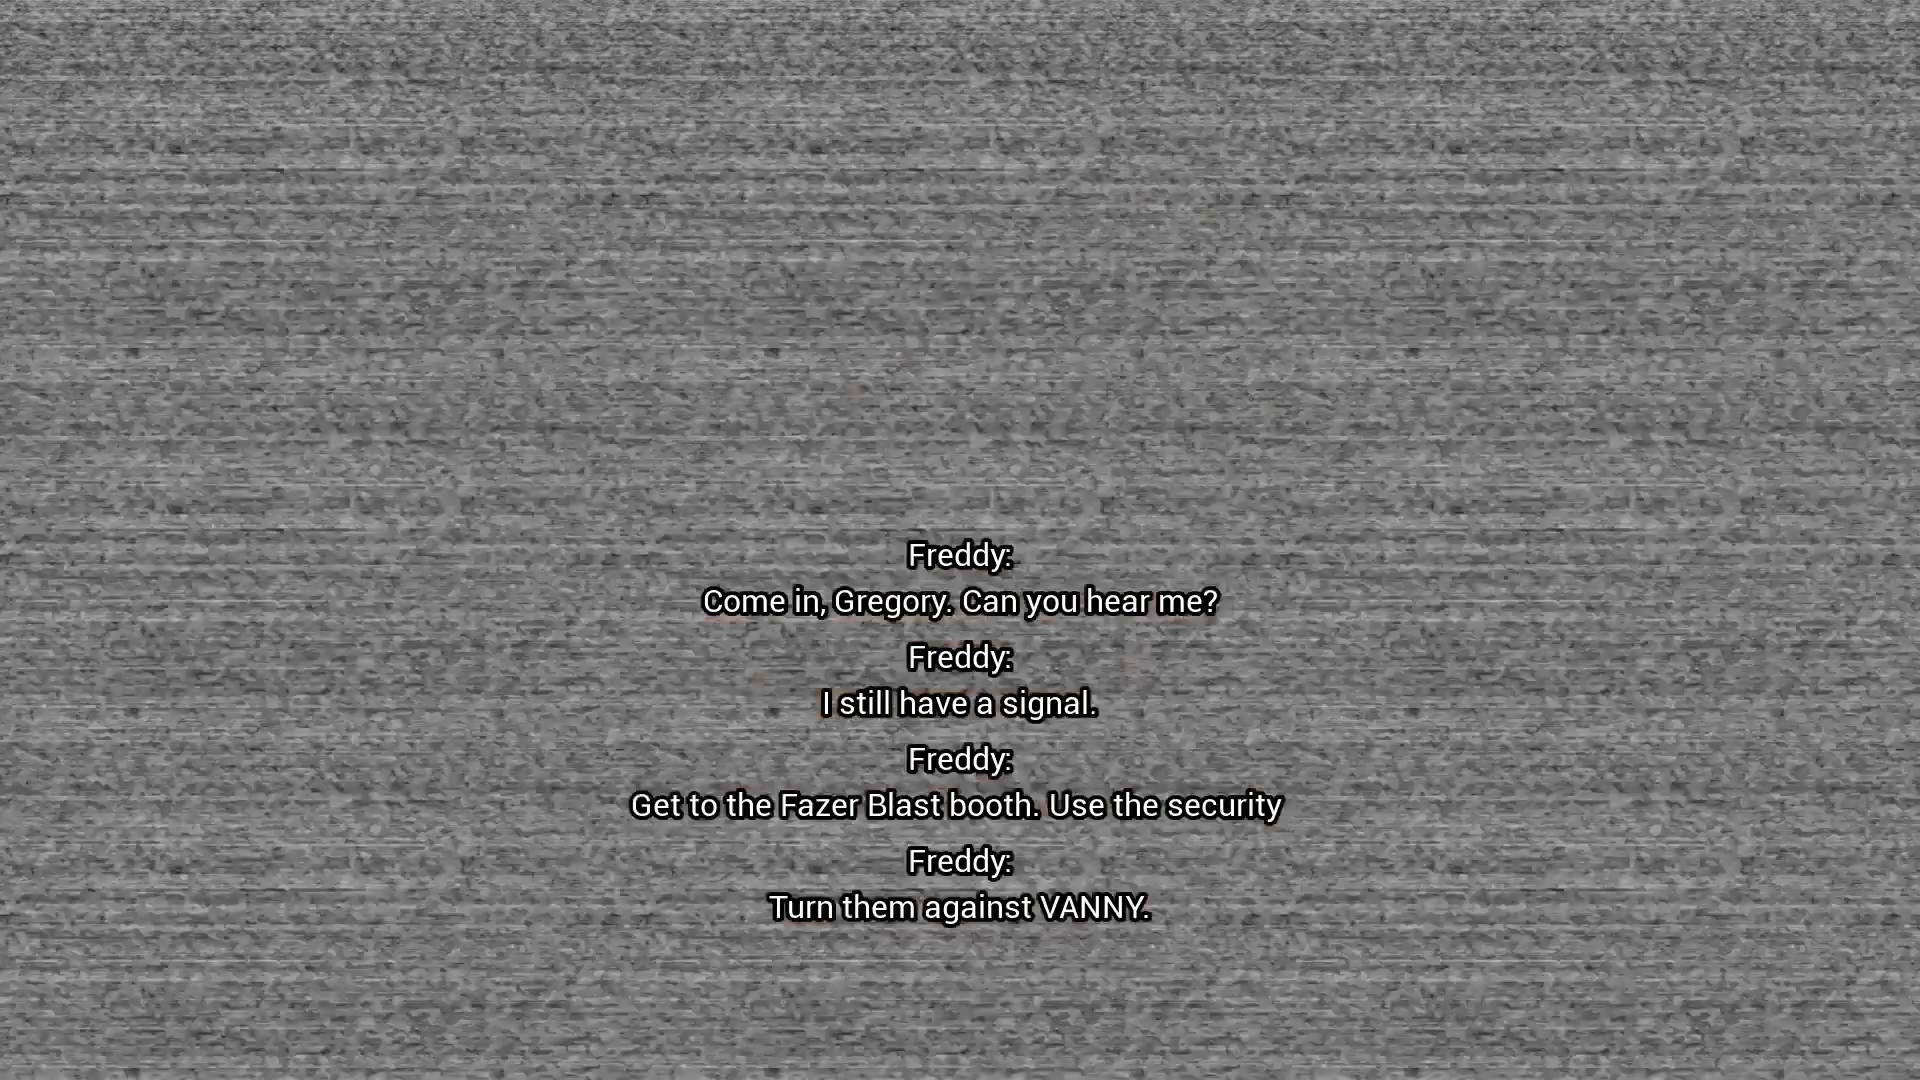 Freddy:
Come in, Gregory. Can you hear me?
Freddy:
I still have a signal.
Freddy:
Get to the Fazer Blast booth. Use the security
Freddy:
Turn them against VANNY.